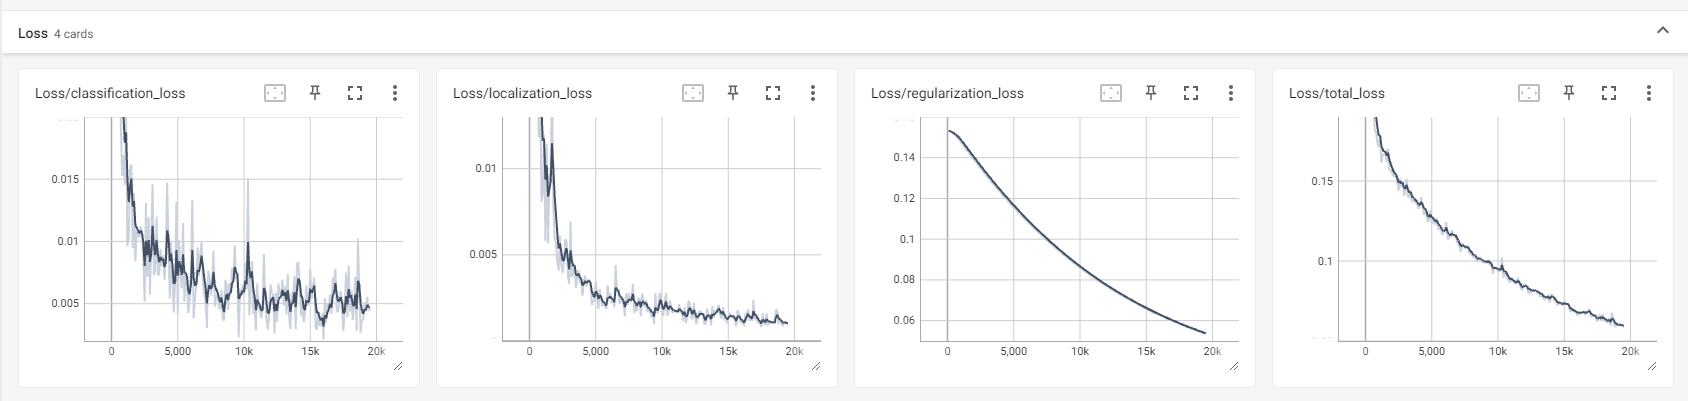 Loss 4 cards
Loss/classification_loss
0.015
0.01
0.005
0 5,000 10k 15k 20k
Loss/localization_loss
0.01
0.005
0 5,000 10k 15k 20k
Loss/regularization_loss
0.14
0.12
0.1
0.08
0.06
0 5,000 10k 15k 20k
Loss/total_loss
0.15
0.1
0 5,000 10k 15k 20k